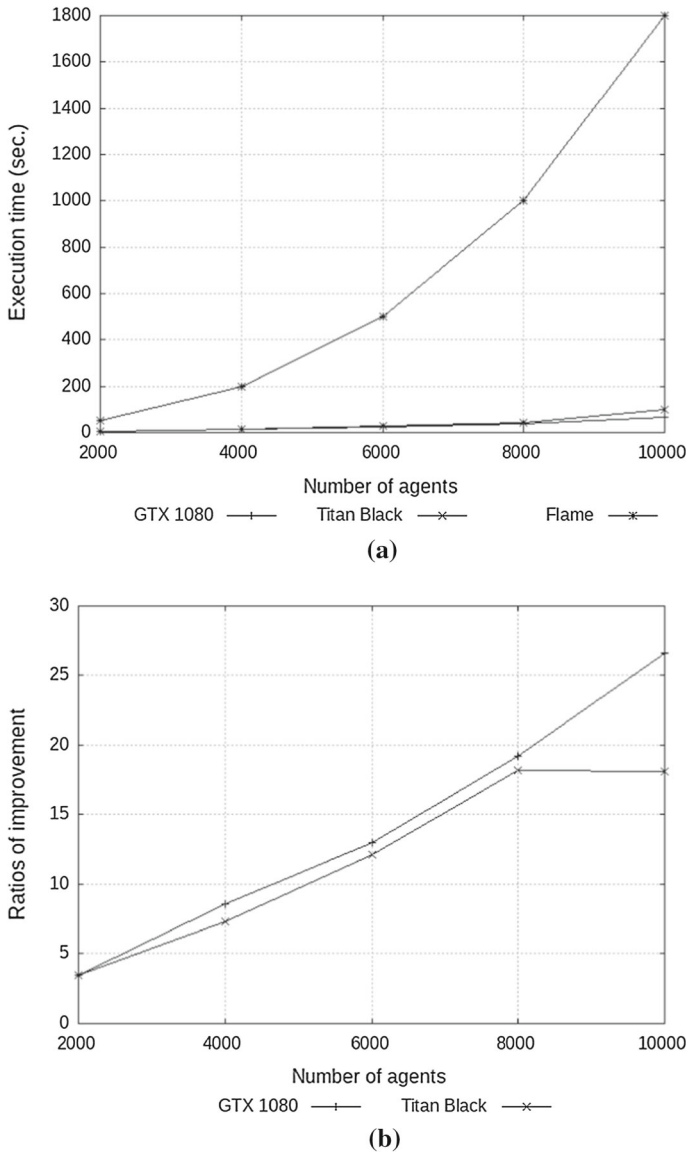 1800
1600
1400
1200
1000
800
600
400
200
0
Execution time (sec.)
2000 4000 6000 8000 10000
Number of agents
GTX 1080 Titan Black Flame
(a)
30
25
20
15
10
5
0
Ratios of improvement
2000 4000 6000 8000 10000
Number of agents
GTX 1080 Titan Black
(b)